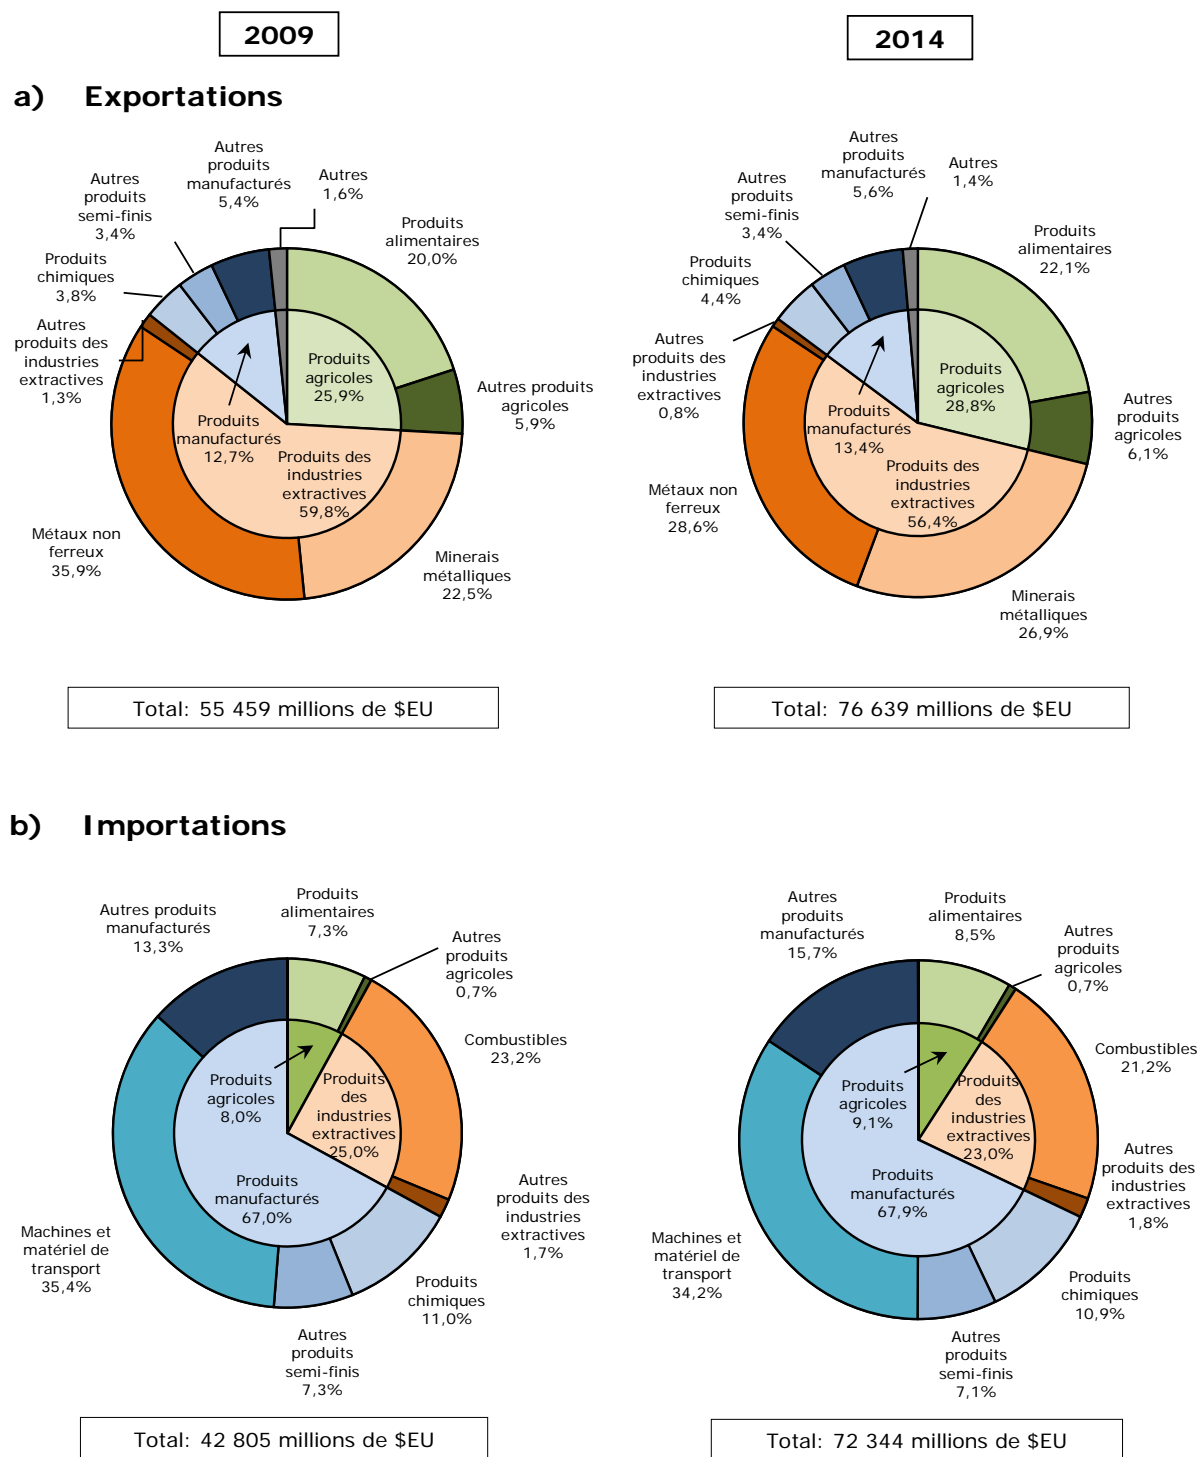 2009
2014
a) Exportations
Autres
produits
manufacturés
5,4%
Autres
1,6%
Autres
produits
semi-finis
3,4%
Produits
alimentaires
20,0%
Produits
chimiques
3,8%
Autres
produits des
industries
extractives
1,3%
Produits
agricoles
25,9%
Autres produits
agricoles
5,9%
Produits
manufacturés
12,7%
Produits des
industries
extractives
59,8%
Métaux non
ferreux
35,9%
Minerais
métalliques
22,5%
Total: 55 459 millions de $EU
Autres
produits
manufacturés
5,6%
Autres
1,4%
Autres
produits
semi-finis
3,4%
Produits
alimentaires
22,1%
Produits
chimiques
4,4%
Autres
produits des
industries
extractives
0,8%
Produits
agricoles
28,8%
Autres
produits
agricoles
6,1%
Produits
manufacturés
13,4%
Produits des
industries
extractives
56,4%
Métaux non
ferreux
28,6%
Minerais
métalliques
26,9%
Total: 76 639 millions de $EU
b) Importations
Autres produits
manufacturés
13,3%
Produits
alimentaires
7,3%
Autres
produits
agricoles
0,7%
Combustibles
23,2%
Produits
agricoles
8,0%
Produits
des
industries
extractives
25,0%
Produits
manufacturés
67,0%
Autres
produits des
industries
extractives
1,7%
Machines et
matériel de
transport
35,4%
Produits
chimiques
11,0%
Autres
produits
semi-finis
7,3%
Total: 42 805 millions de $EU
Autres
produits
manufacturés
15,7%
Produits
alimentaires
8,5%
Autres
produits
agricoles
0,7%
Combustibles
21,2%
Produits
agricoles
9,1%
Produits
des
industries
extractives
23,0%
Produits
manufacturés
67,9%
Autres
produits des
industries
extractives
1,8%
Machines et
matériel de
transport
34,2%
Produits
chimiques
10,9%
Autres
produits
semi-finis
7,1%
Total: 72 344 millions de $EU